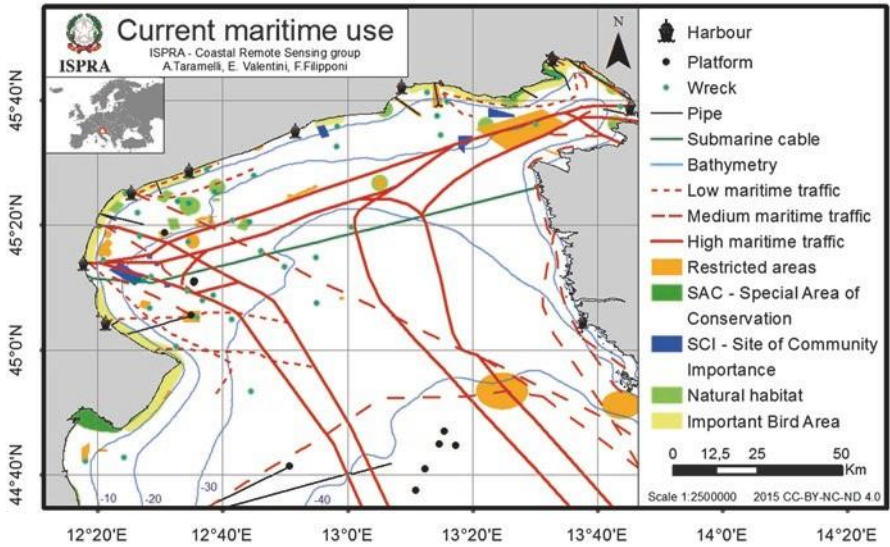 Current maritime use
ISPRA - Coastal Remote Sensing group
A.Taramelli, E. Valentini, F.Filipponi
ISPRA
N
Harbour
Platform
Wreck
Pipe
Submarine cable
Bathymetry
Low maritime traffic
Medium maritime traffic
High maritime traffic
Restricted areas
SAC - Special Area of
Conservation
SCI - Site of Community
Importance
Natural habitat
Important Bird Area
0 12,5 25 50
Km
Scale 1:2500000 2015 CC-BY-NC-ND 4.0
45°40'N
45°20'N
45°0'N
44°40'N
-10 -20 -30 -40
12°20'E 12°40'E 13°0'E 13°20'E 13°40'E 14°0'E 14°20'E